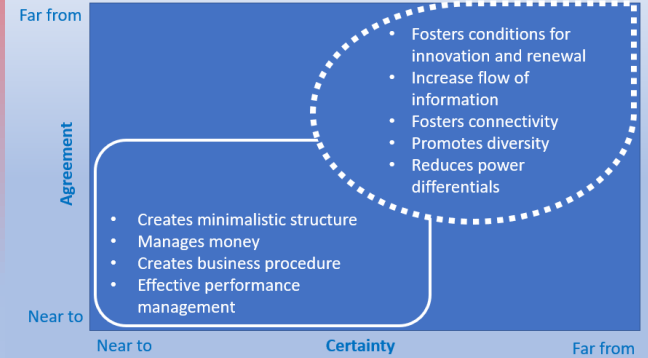 Far from
Agreement
Near to
• Fosters conditions for
innovation and renewal
• Increase flow of
information
• Fosters connectivity
• Promotes diversity
• Reduces power
differentials
• Creates minimalistic structure
• Manages money
• Creates business procedure
• Effective performance
management
Near to
Certainty
Far from